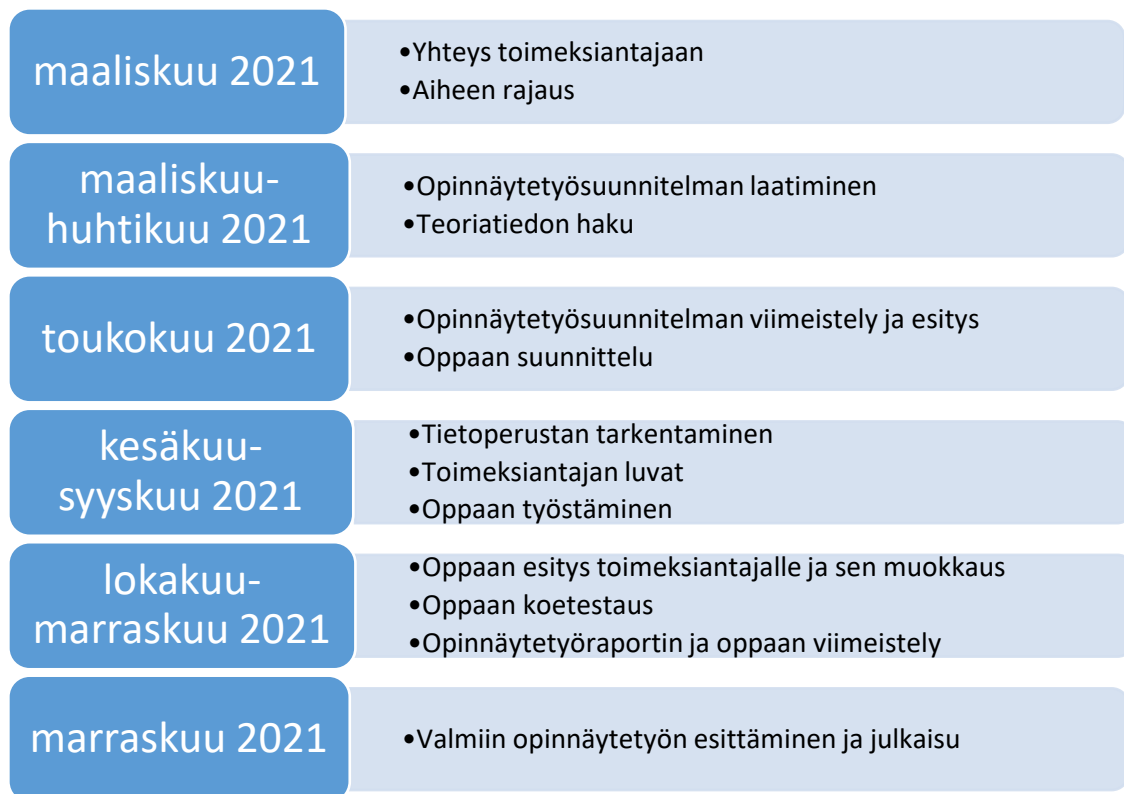 maaliskuu 2021
•Yhteys toimeksiantajaan
•Aiheen rajaus
maaliskuu-
huhtikuu 2021
•Opinnäytetyösuunnitelman laatiminen
•Teoriatiedon haku
toukokuu 2021
•Opinnäytetyösuunnitelman viimeistely ja esitys
•Oppaan suunnittelu
kesäkuu-
syyskuu 2021
•Tietoperustan tarkentaminen
•Toimeksiantajan luvat
•Oppaan työstäminen
lokakuu-
marraskuu 2021
•Oppaan esitys toimeksiantajalle ja sen muokkaus
•Oppaan koetestaus
•Opinnäytetyöraportin ja oppaan viimeistely
marraskuu 2021
•Valmiin opinnäytetyön esittäminen ja julkaisu